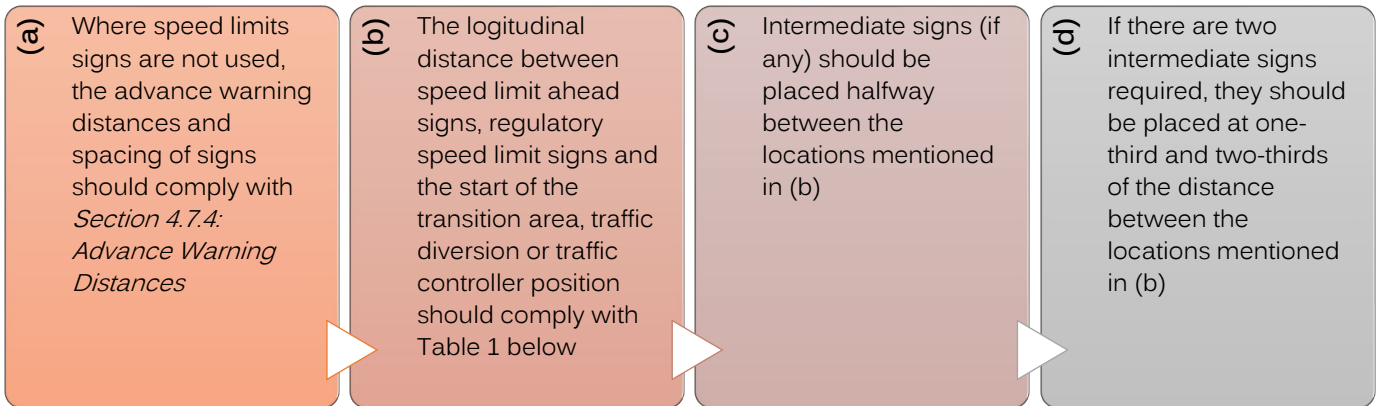 (a)
Where speed limits
signs are not used,
the advance warning
distances and
spacing of signs
should comply with
Section 4.7.4:
Advance Warning
Distances
(b)
The logitudinal
distance between
speed limit ahead
signs, regulatory
speed limit signs and
the start of the
transition area, traffic
diversion or traffic
controller position
should comply with
Table 1 below
(c)
Intermediate signs (if
any) should be
placed halfway
between the
locations mentioned
in (b)
(d)
If there are two
intermediate signs
required, they should
be placed at one-
third and two-thirds
of the distance
between the
locations mentioned
in (b)